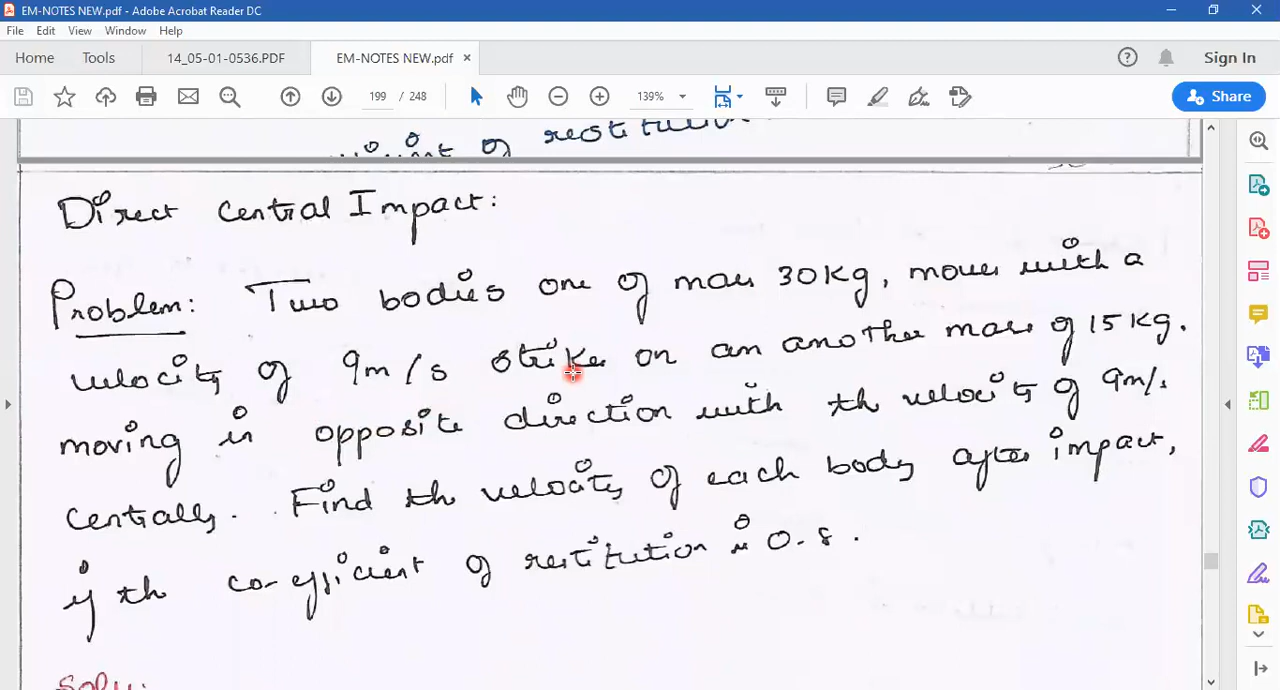 EM-NOTES NEW.pdf - Adobe Acrobat Reader DC
File Edit View Window Help
Home Tools 14_05-01-0536.PDF EM-NOTES NEW.pdf ×
199 / 248 139% Share
Sign In
of restitution
Direct Central Impact:
Problem: Two bodies one of mass 30Kg, moves with a
velocity of 9m/s strikes on an another mass of 15Kg.
moving in opposite direction with the velocity of 9m/s
centrally. Find the velocity of each body after impact,
if the co-efficient of restitution is 0.8.
Soln: